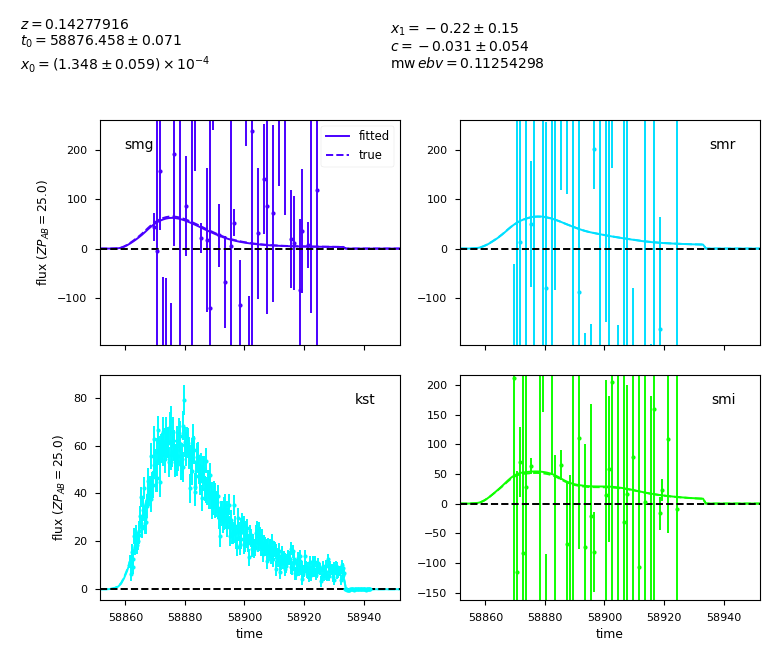 z = 0.14277916
t0 = 58876.458 ± 0.071
x0 = (1.348 ± 0.059) × 10^−4
x1 = −0.22 ± 0.15
c = −0.031 ± 0.054
mw ebv = 0.11254298
smg
fitted
true
200
100
0
−100
flux (ZP_AB = 25.0)
smr
200
100
0
−100
kst
80
60
40
20
0
flux (ZP_AB = 25.0)
58860 58880 58900 58920 58940
time
smi
200
150
100
50
0
−50
−100
−150
58860 58880 58900 58920 58940
time